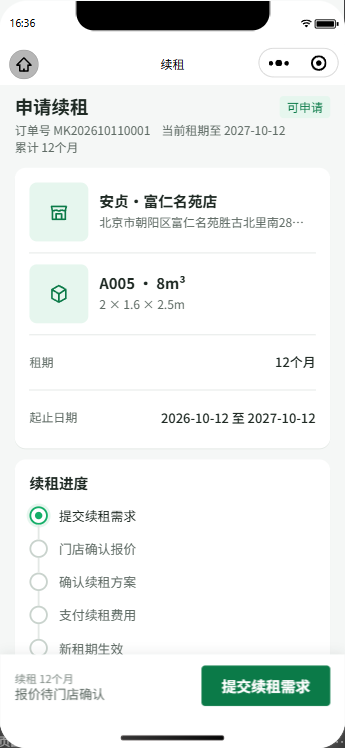 16:36
续租
申请续租
可申请
订单号 MK202610110001 当前租期至 2027-10-12
累计 12个月
安贞·富仁名苑店
北京市朝阳区富仁名苑胜古北里南28…
A005 · 8m³
2 × 1.6 × 2.5m
租期 12个月
起止日期 2026-10-12 至 2027-10-12
续租进度
提交续租需求
门店确认报价
确认续租方案
支付续租费用
新租期生效
续租 12个月
报价待门店确认
提交续租需求